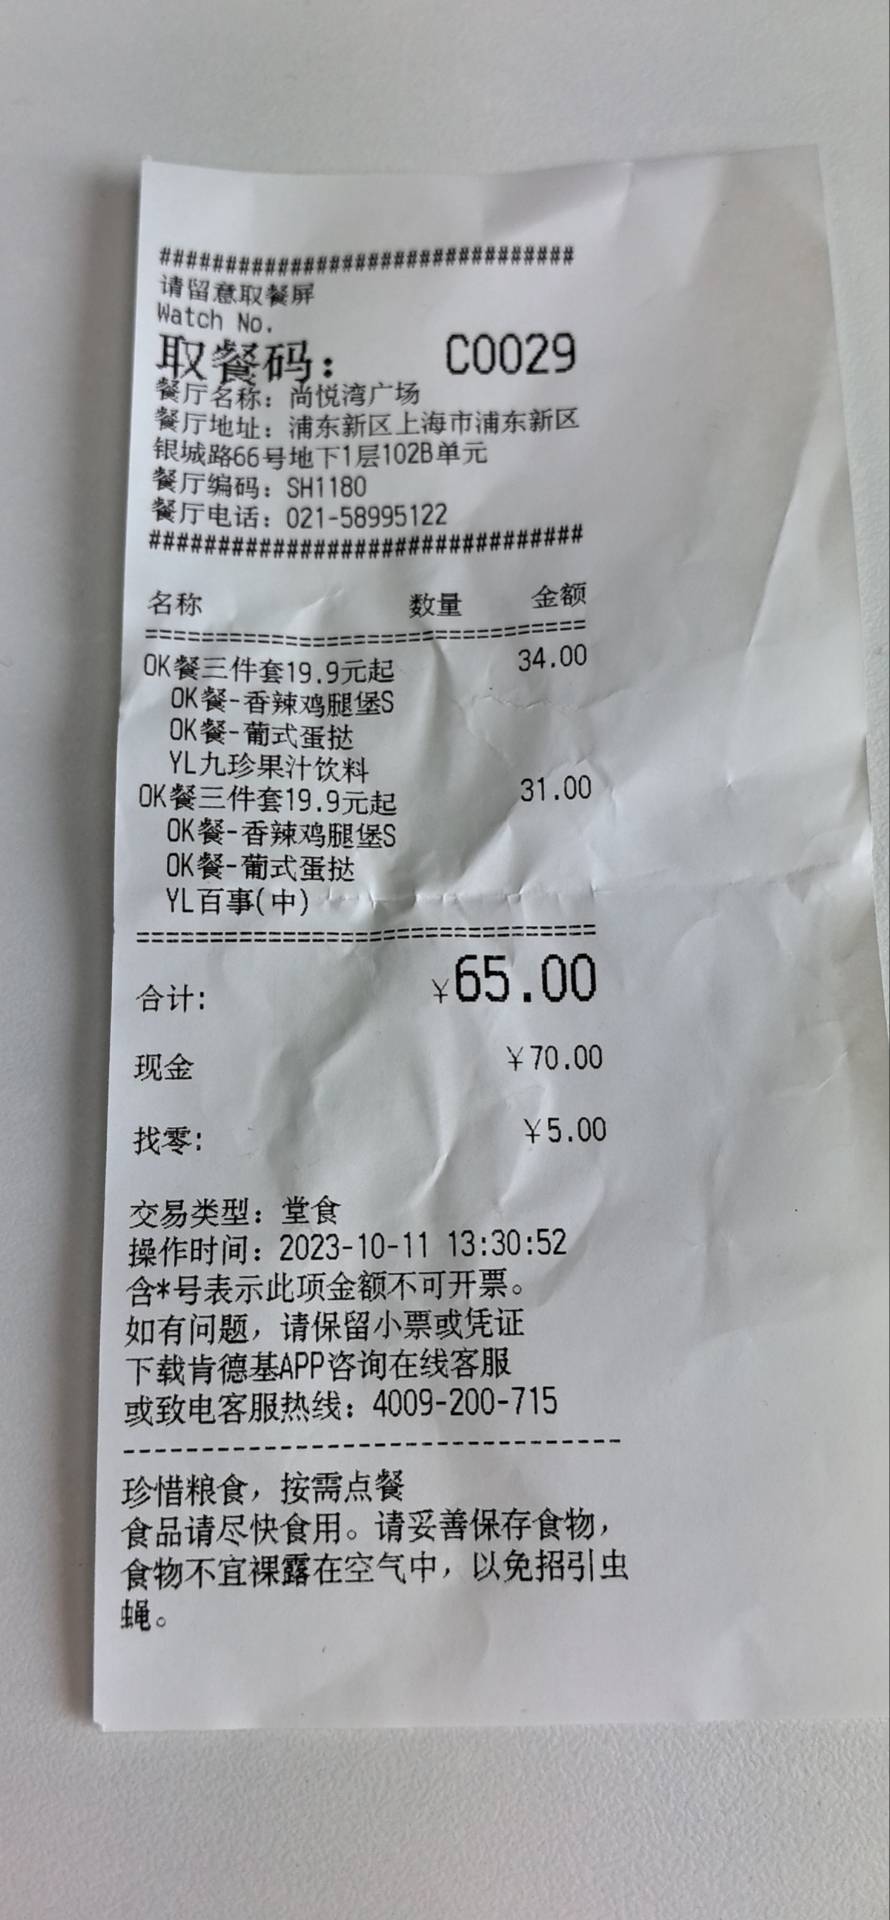 ################################
请留意取餐屏
Watch No.
取餐码： C0029
餐厅名称：尚悦湾广场
餐厅地址：浦东新区上海市浦东新区
银城路66号地下1层102B单元
餐厅编码：SH1180
餐厅电话：021-58995122
################################
名称 数量 金额
================================
OK餐三件套19.9元起 34.00
OK餐-香辣鸡腿堡S
OK餐-葡式蛋挞
YL九珍果汁饮料
OK餐三件套19.9元起 31.00
OK餐-香辣鸡腿堡S
OK餐-葡式蛋挞
YL百事(中)
================================
合计: ¥65.00
现金 ¥70.00
找零: ¥5.00
交易类型：堂食
操作时间：2023-10-11 13:30:52
含*号表示此项金额不可开票。
如有问题，请保留小票或凭证
下载肯德基APP咨询在线客服
或致电客服热线：4009-200-715
--------------------------------
珍惜粮食，按需点餐
食品请尽快食用。请妥善保存食物，
食物不宜裸露在空气中，以免招引虫
蝇。